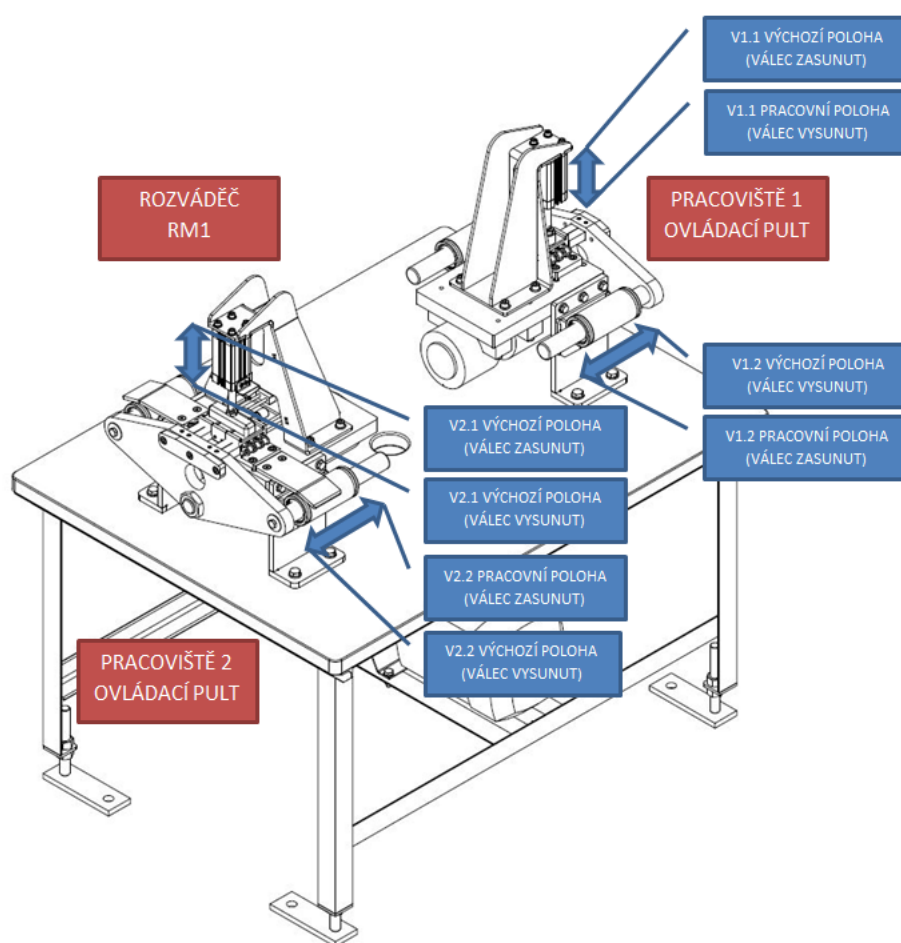 V1.1 VÝCHOZÍ POLOHA
(VÁLEC ZASUNUT)
V1.1 PRACOVNÍ POLOHA
(VÁLEC VYSUNUT)
ROZVÁDĚČ
RM1
PRACOVIŠTĚ 1
OVLÁDACÍ PULT
V1.2 VÝCHOZÍ POLOHA
(VÁLEC VYSUNUT)
V1.2 PRACOVNÍ POLOHA
(VÁLEC ZASUNUT)
V2.1 VÝCHOZÍ POLOHA
(VÁLEC ZASUNUT)
V2.1 VÝCHOZÍ POLOHA
(VÁLEC VYSUNUT)
V2.2 PRACOVNÍ POLOHA
(VÁLEC ZASUNUT)
V2.2 VÝCHOZÍ POLOHA
(VÁLEC VYSUNUT)
PRACOVIŠTĚ 2
OVLÁDACÍ PULT